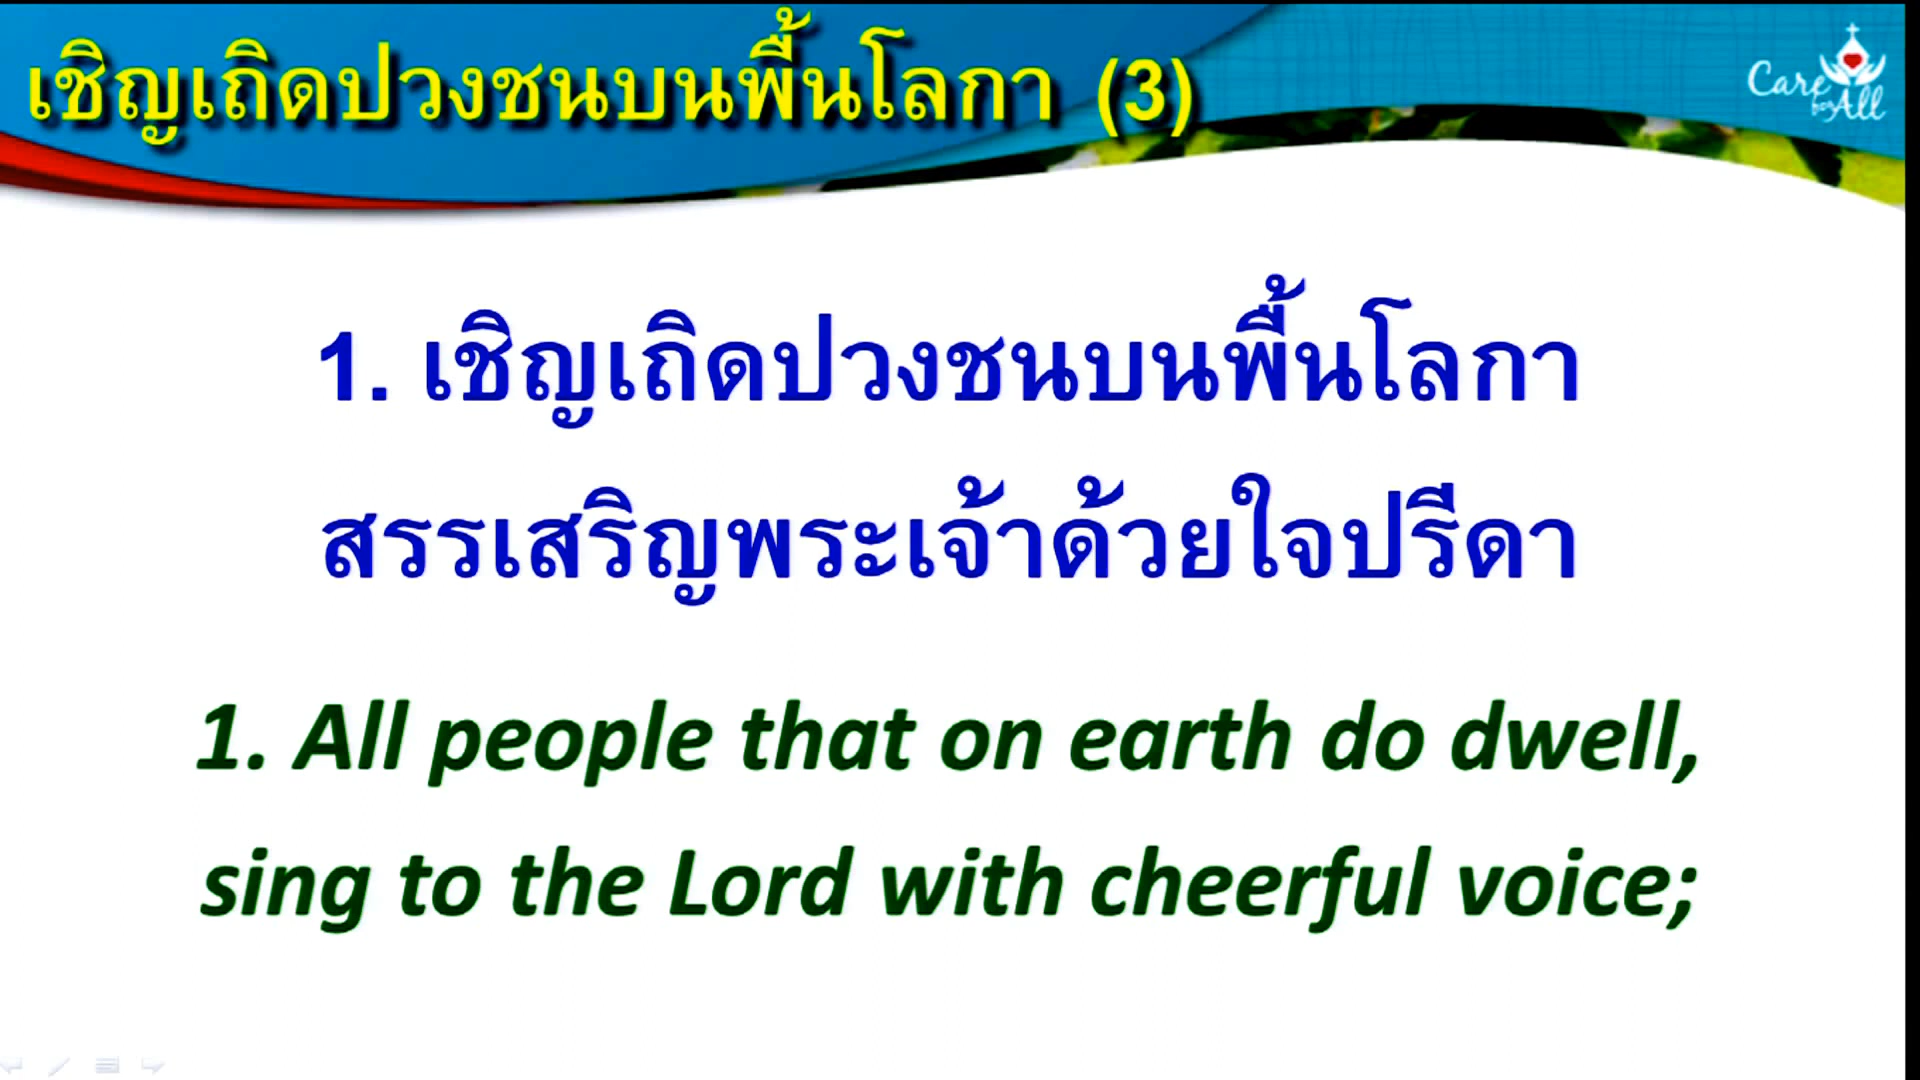 เชิญเถิดปวงชนบนพื้นโลกา (3)
Care
for All
1. เชิญเถิดปวงชนบนพื้นโลกา
สรรเสริญพระเจ้าด้วยใจปรีดา
1. All people that on earth do dwell,
sing to the Lord with cheerful voice;